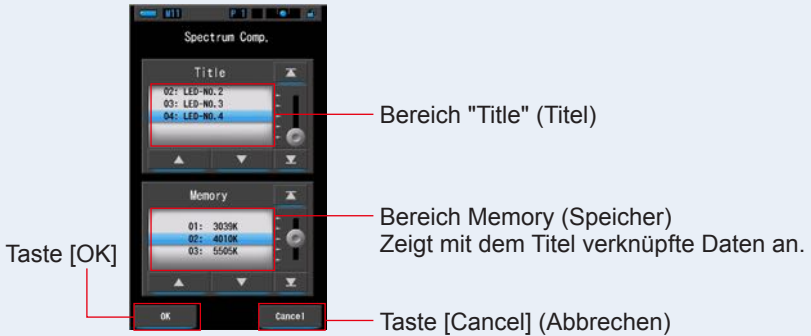 M11 P 1
Spectrum Comp.
Title
02: LED-NO.2
03: LED-NO.3
04: LED-NO.4
Bereich "Title" (Titel)
Memory
01: 3039K
02: 4010K
03: 5505K
Bereich Memory (Speicher)
Zeigt mit dem Titel verknüpfte Daten an.
Taste [OK]
OK
Cancel
Taste [Cancel] (Abbrechen)